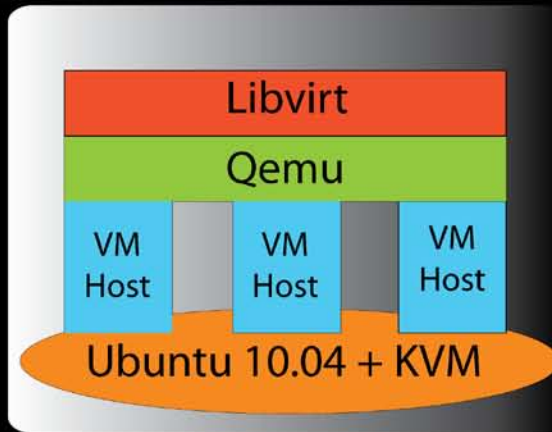 Libvirt
Qemu
VM
Host
VM
Host
VM
Host
Ubuntu 10.04 + KVM